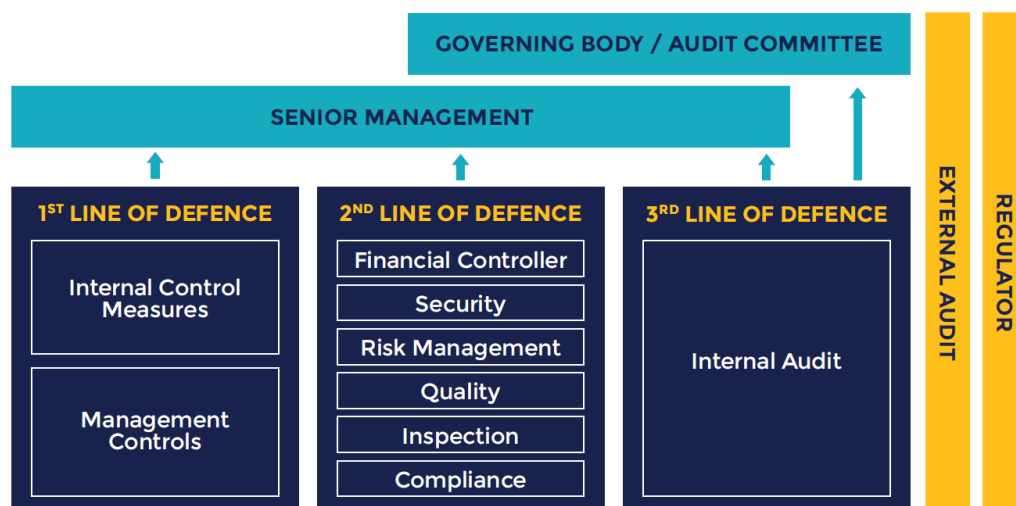 GOVERNING BODY / AUDIT COMMITTEE
SENIOR MANAGEMENT
1ST LINE OF DEFENCE
Internal Control
Measures
Management
Controls
2ND LINE OF DEFENCE
Financial Controller
Security
Risk Management
Quality
Inspection
Compliance
3RD LINE OF DEFENCE
Internal Audit
EXTERNAL AUDIT
REGULATOR